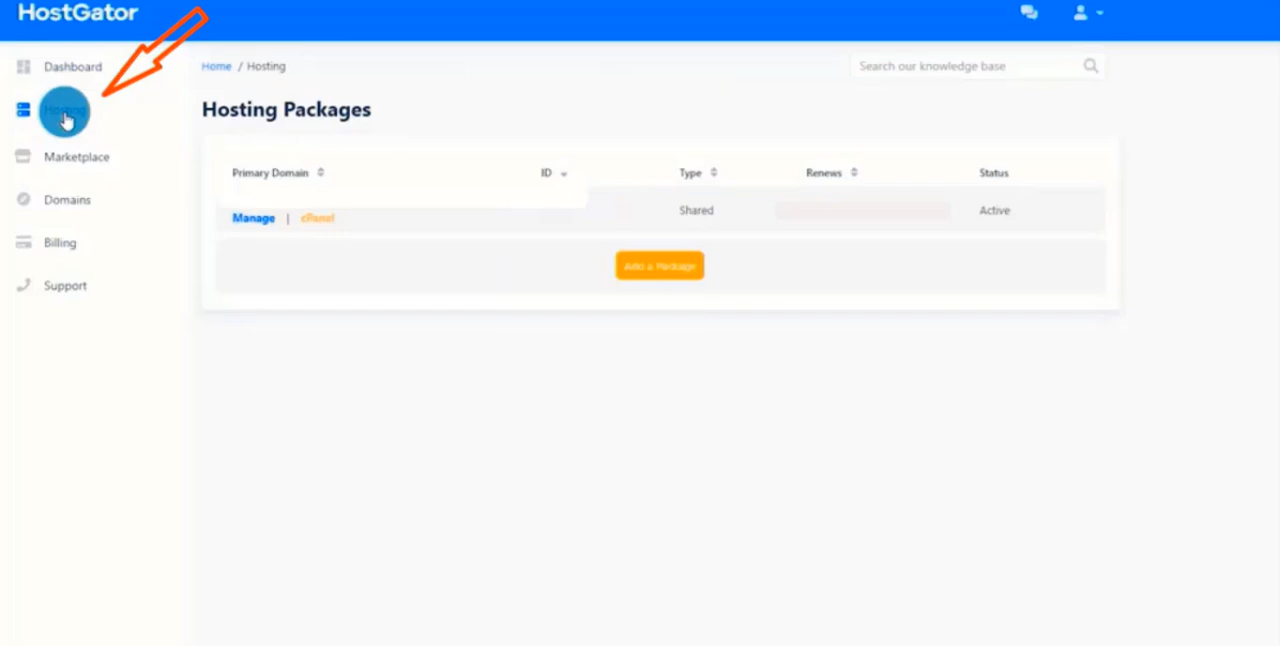 HostGator
Dashboard
Home / Hosting
Search our knowledge base
Hosting
Hosting Packages
Marketplace
Primary Domain ID Type Renews Status
Domains
Shared Active
Manage | cPanel
Billing
Add a Package
Support